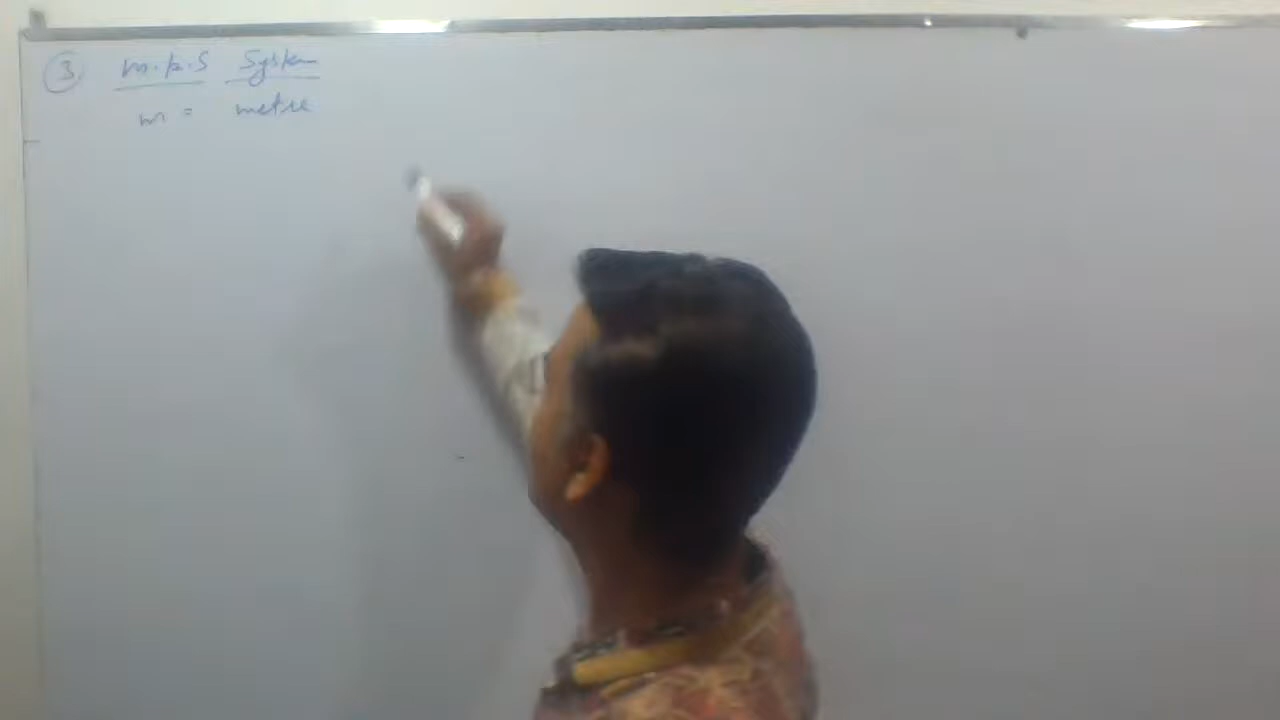 ③ m.k.S System
m = metre